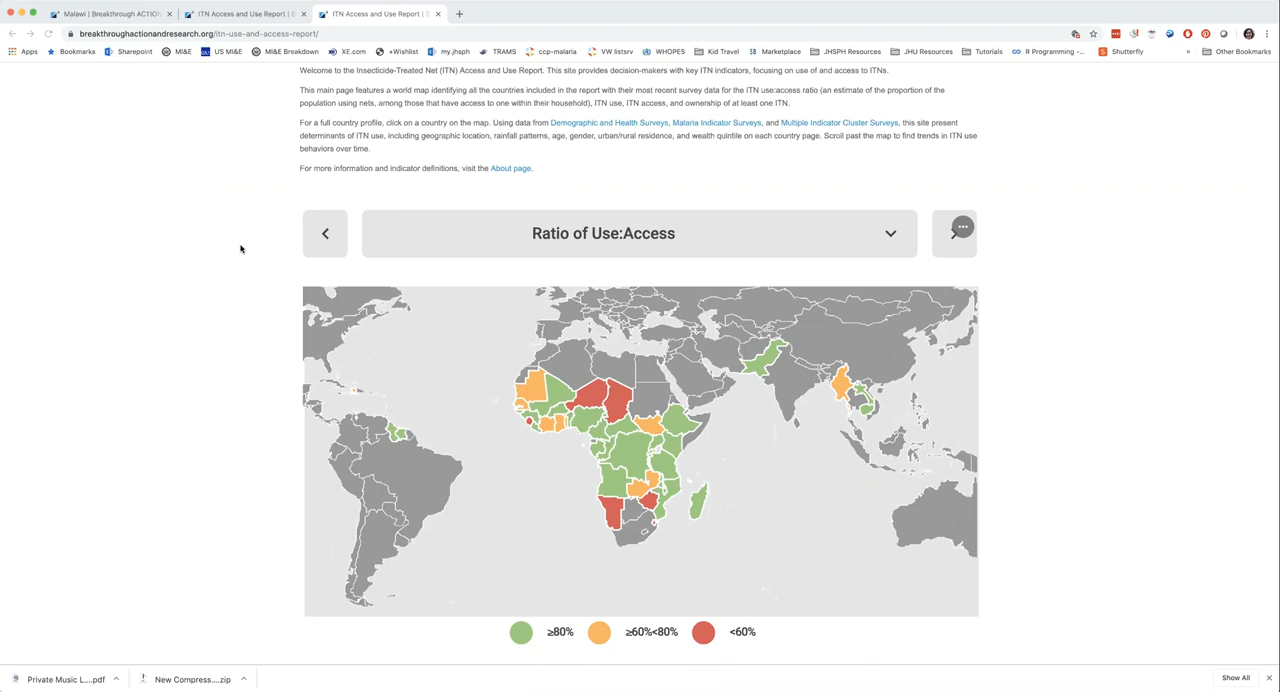 Malawi | Breakthrough ACTION
ITN Access and Use Report |
ITN Access and Use Report |
breakthroughactionandresearch.org/itn-use-and-access-report/
Apps Bookmarks Sharepoint MI&E US MI&E MI&E Breakdown XE.com +Wishlist my.jhsph TRAMS ccp-malaria VW listsrv WHOPES Kid Travel Marketplace JHSPH Resources JHU Resources Tutorials R Programming -... Shutterfly » Other Bookmarks
Welcome to the Insecticide-Treated Net (ITN) Access and Use Report. This site provides decision-makers with key ITN indicators, focusing on use of and access to ITNs.
This main page features a world map identifying all the countries included in the report with their most recent survey data for the ITN use:access ratio (an estimate of the proportion of the
population using nets, among those that have access to one within their household), ITN use, ITN access, and ownership of at least one ITN.
For a full country profile, click on a country on the map. Using data from Demographic and Health Surveys, Malaria Indicator Surveys, and Multiple Indicator Cluster Surveys, this site present
determinants of ITN use, including geographic location, rainfall patterns, age, gender, urban/rural residence, and wealth quintile on each country page. Scroll past the map to find trends in ITN use
behaviors over time.
For more information and indicator definitions, visit the About page.
Ratio of Use:Access
≥80% ≥60%<80% <60%
Private Music L....pdf New Compress....zip Show All